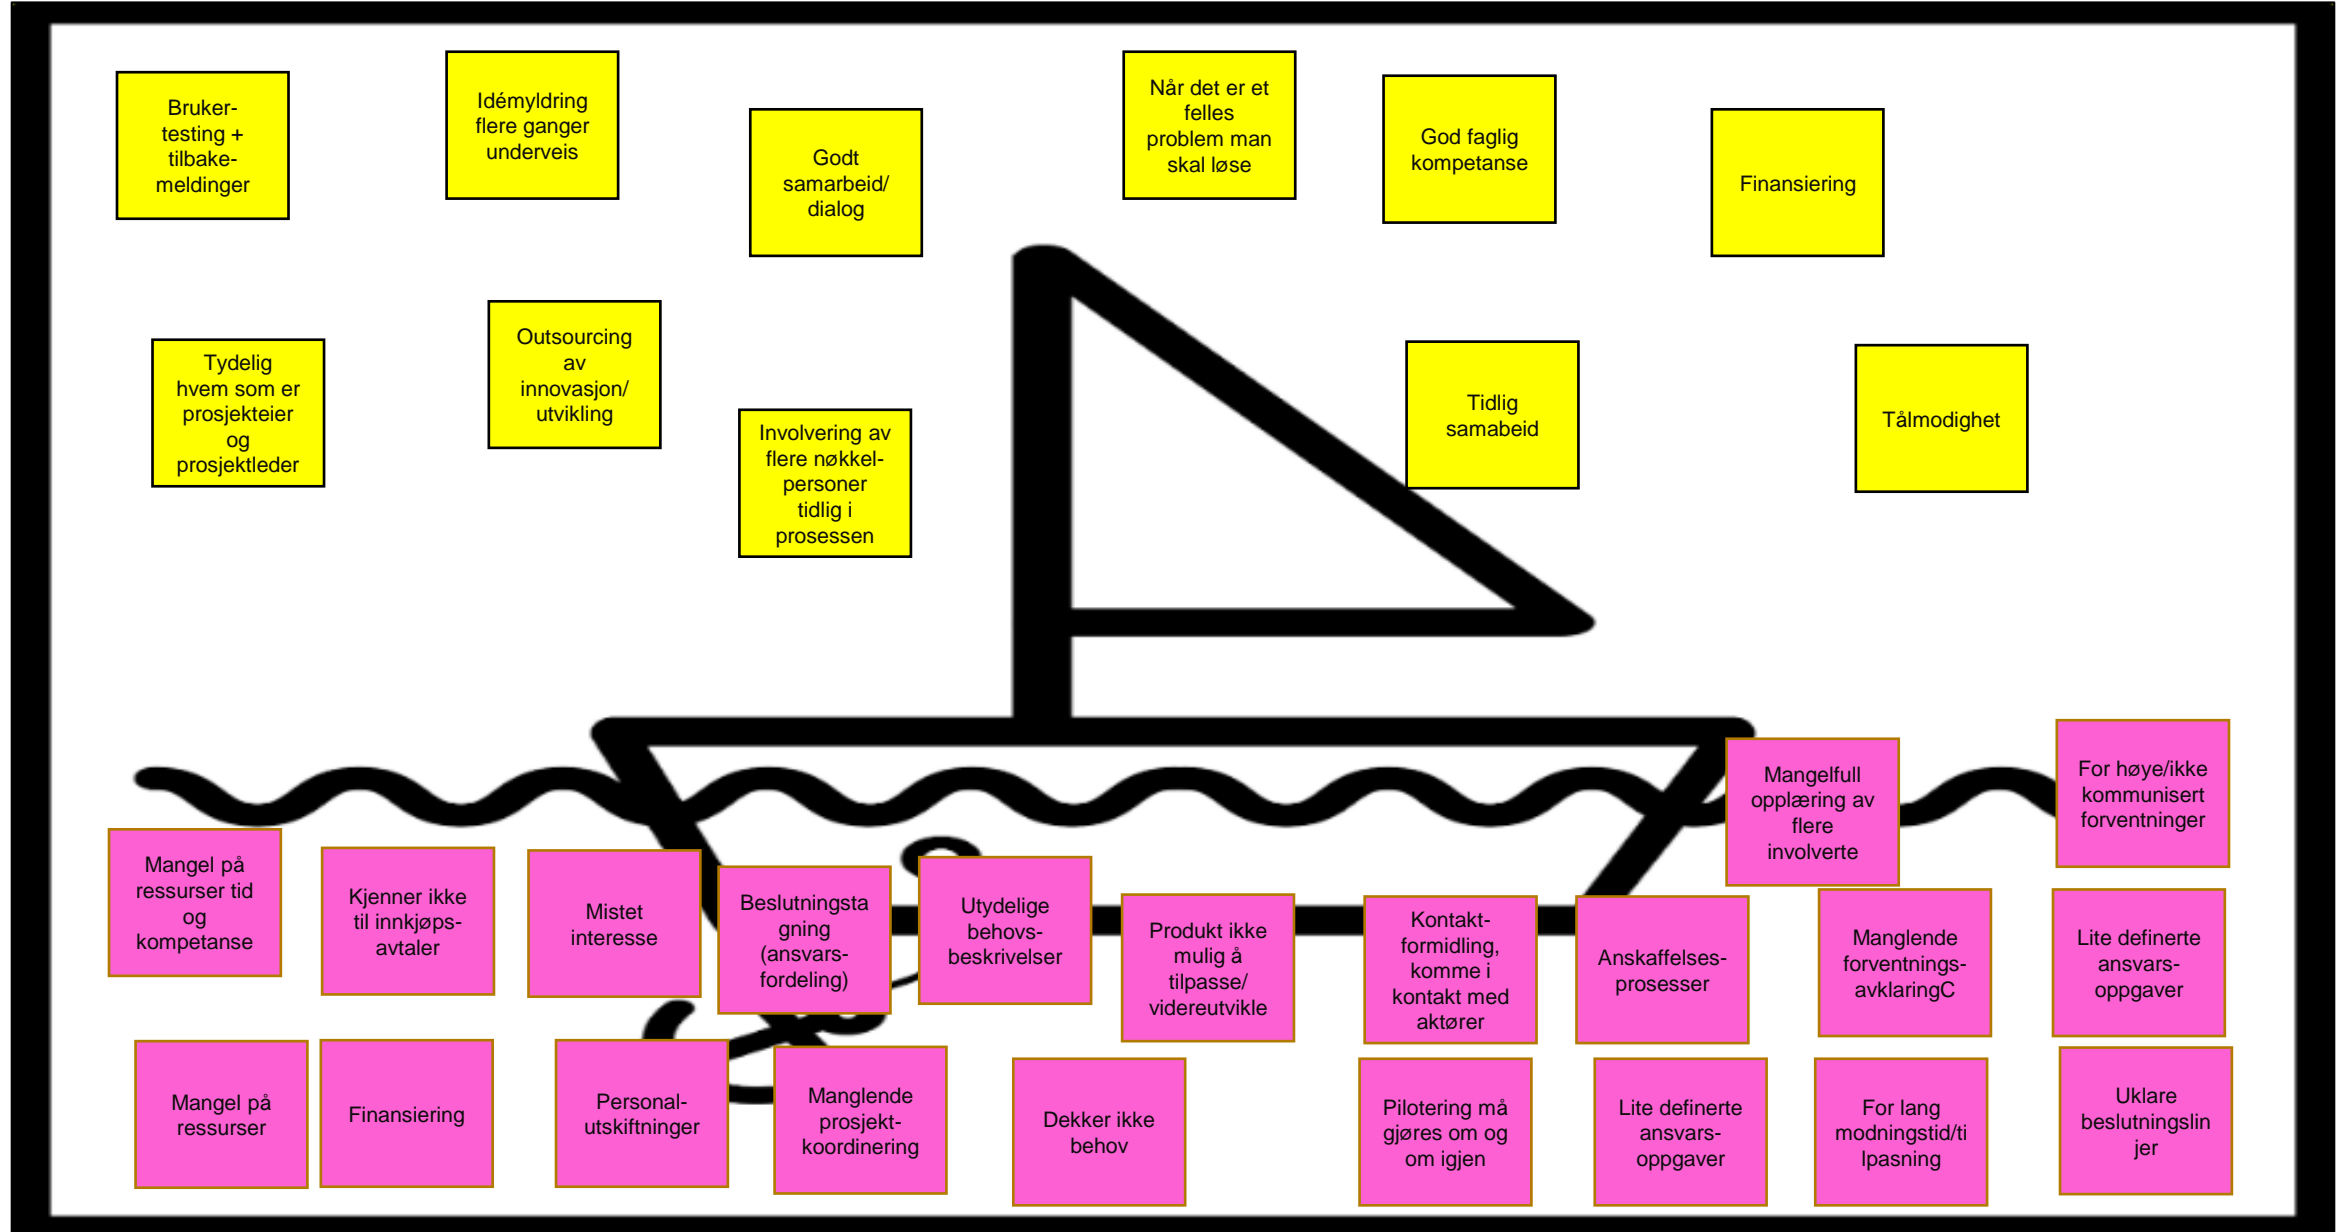 Bruker-
testing +
tilbake-
meldinger
Idémyldring
flere ganger
underveis
Godt
samarbeid/
dialog
Når det er et
felles
problem man
skal løse
God faglig
kompetanse
Finansiering
Tydelig
hvem som er
prosjekteier
og
prosjektleder
Outsourcing
av
innovasjon/
utvikling
Involvering av
flere nøkkel-
personer
tidlig i
prosessen
Tidlig
samabeid
Tålmodighet
Mangelfull
opplæring av
flere
involverte
For høye/ikke
kommunisert
forventninger
Mangel på
ressurser tid
og
kompetanse
Kjenner ikke
til innkjøps-
avtaler
Mistet
interesse
Beslutningsta
gning
(ansvars-
fordeling)
Utydelige
behovs-
beskrivelser
Produkt ikke
mulig å
tilpasse/
videreutvikle
Kontakt-
formidling,
komme i
kontakt med
aktører
Anskaffelses-
prosesser
Manglende
forventnings-
avklaringC
Lite definerte
ansvars-
oppgaver
Mangel på
ressurser
Finansiering
Personal-
utskiftninger
Manglende
prosjekt-
koordinering
Dekker ikke
behov
Pilotering må
gjøres om og
om igjen
Lite definerte
ansvars-
oppgaver
For lang
modningstid/ti
lpasning
Uklare
beslutningslin
jer